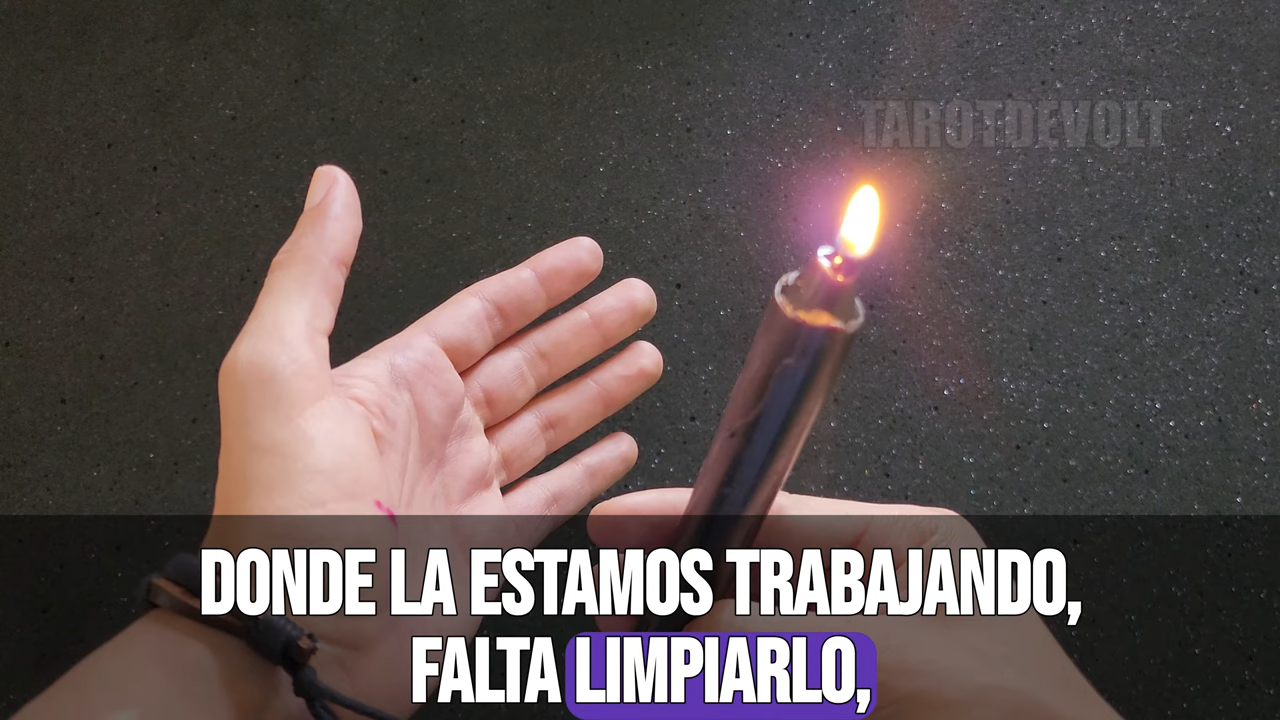 TAROTDEVOLT
DONDE LA ESTAMOS TRABAJANDO,
FALTA LIMPIARLO,